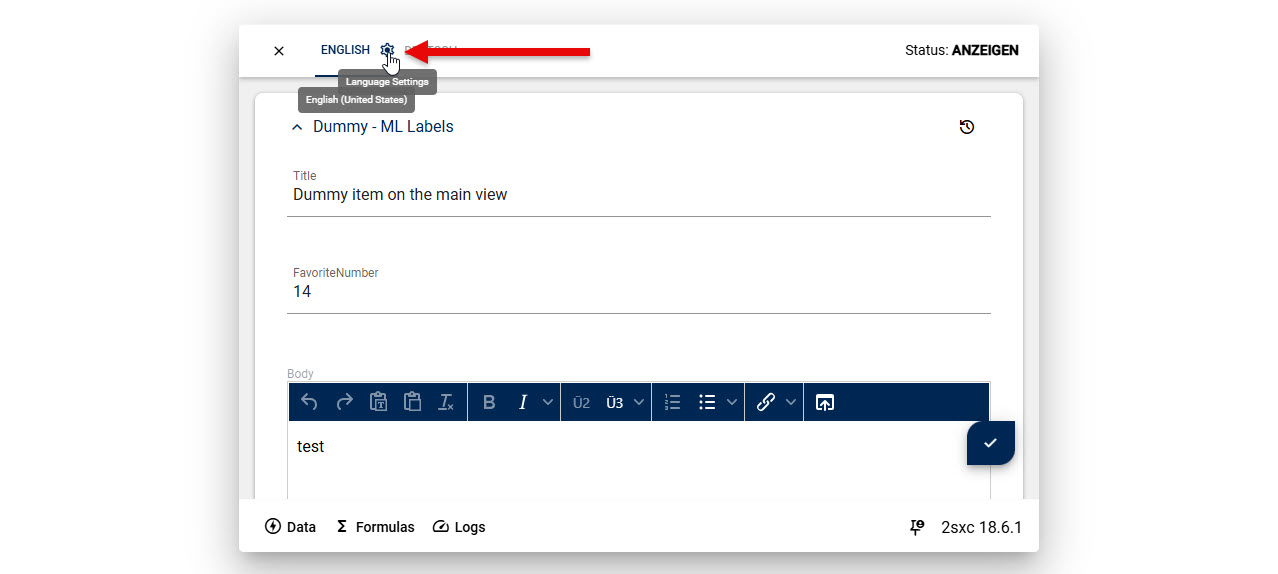 ENGLISH
Status: ANZEIGEN
Language Settings
English (United States)
Dummy - ML Labels
Title
Dummy item on the main view
FavoriteNumber
14
Body
B I Ü2 Ü3
test
Data Formulas Logs
2sxc 18.6.1